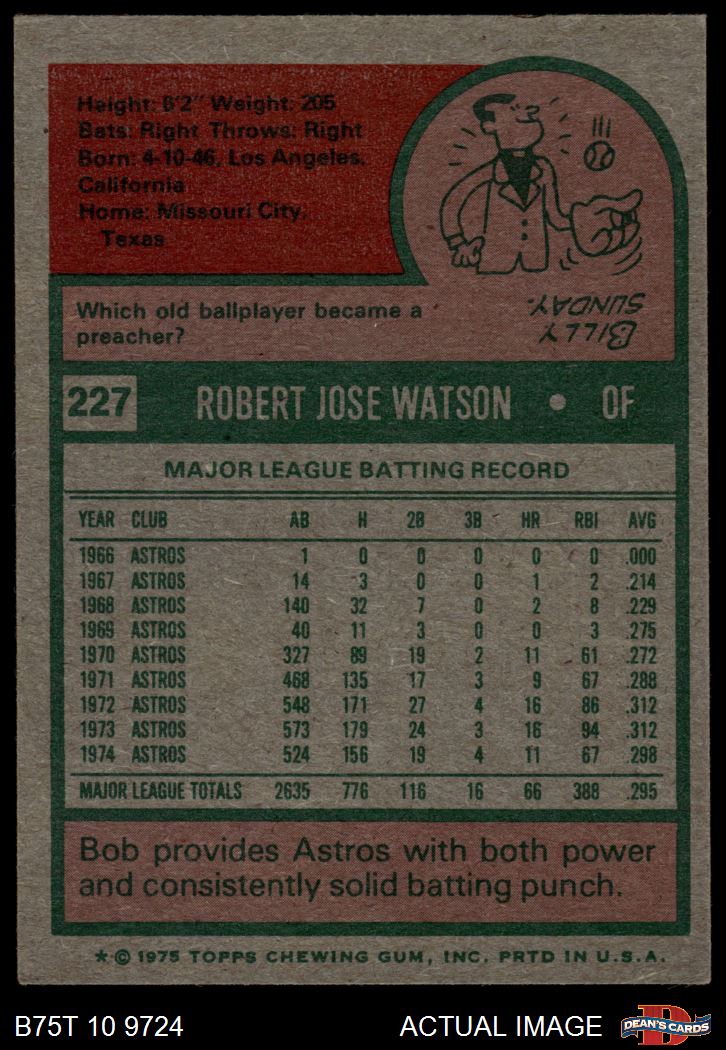 Height: 6'2" Weight: 205
Bats: Right Throws: Right
Born: 4-10-46, Los Angeles,
California
Home: Missouri City,
Texas
BILLY
SUNDAY.
Which old ballplayer became a
preacher?
227 ROBERT JOSE WATSON • OF
MAJOR LEAGUE BATTING RECORD
YEAR CLUB AB H 2B 3B HR RBI AVG
1966 ASTROS 1 0 0 0 0 0 .000
1967 ASTROS 14 3 0 0 1 2 .214
1968 ASTROS 140 32 7 0 2 8 .229
1969 ASTROS 40 11 3 0 0 3 .275
1970 ASTROS 327 89 19 2 11 61 .272
1971 ASTROS 468 135 17 3 9 67 .288
1972 ASTROS 548 171 27 4 16 86 .312
1973 ASTROS 573 179 24 3 16 94 .312
1974 ASTROS 524 156 19 4 11 67 .298
MAJOR LEAGUE TOTALS 2635 776 116 16 66 388 .295
Bob provides Astros with both power
and consistently solid batting punch.
★ © 1975 TOPPS CHEWING GUM, INC. PRTD IN U.S.A.
B75T 10 9724 ACTUAL IMAGE
D
DEAN'S CARDS